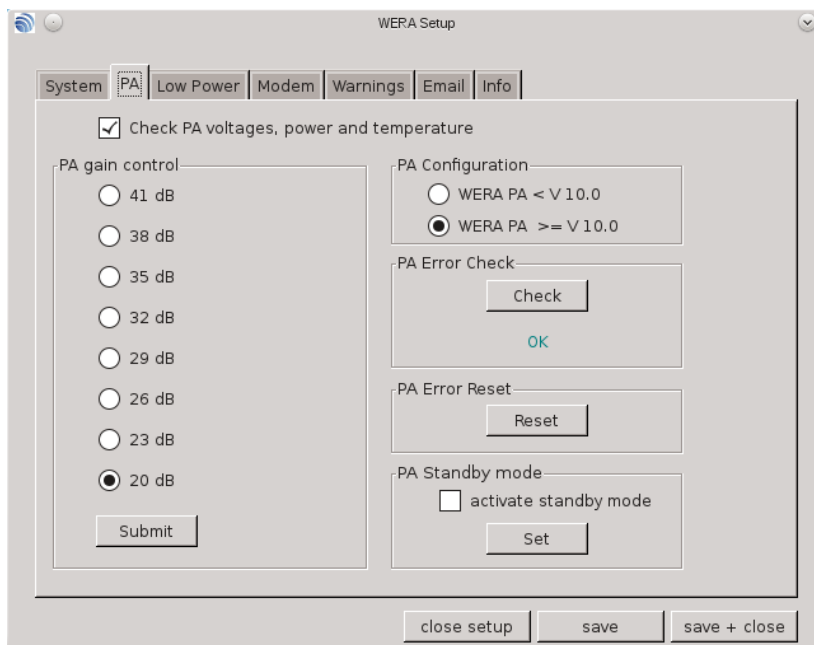 WERA Setup
System PA Low Power Modem Warnings Email Info
Check PA voltages, power and temperature
PA gain control
41 dB
38 dB
35 dB
32 dB
29 dB
26 dB
23 dB
20 dB
Submit
PA Configuration
WERA PA < V 10.0
WERA PA >= V 10.0
PA Error Check
Check
OK
PA Error Reset
Reset
PA Standby mode
activate standby mode
Set
close setup save save + close